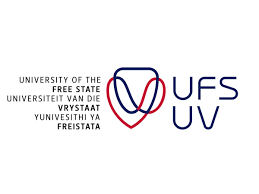 UNIVERSITY OF THE
FREE STATE
UNIVERSITEIT VAN DIE
VRYSTAAT
YUNIVESITHI YA
FREISTATA
UFS
UV